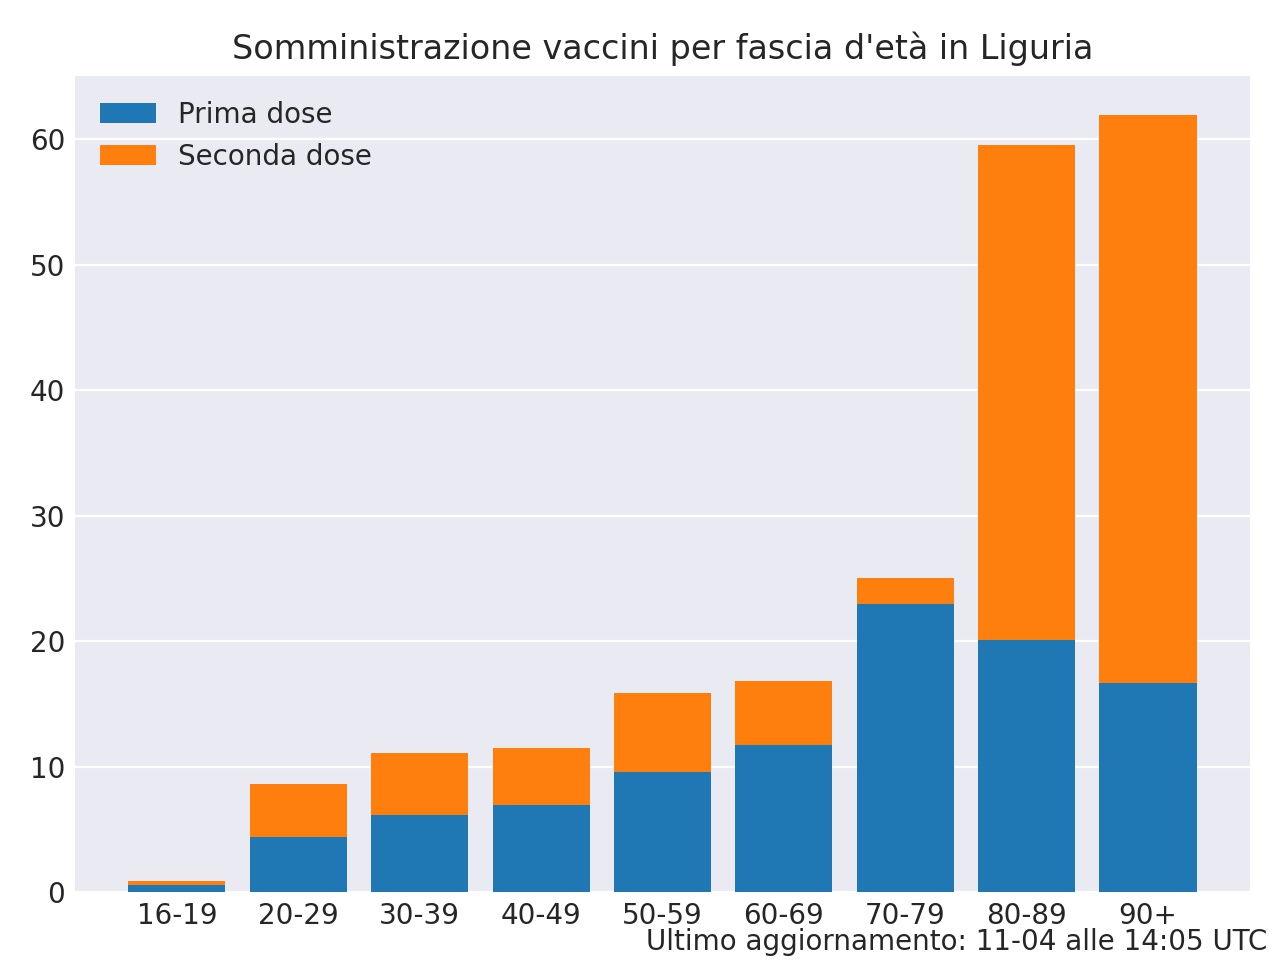 Somministrazione vaccini per fascia d'età in Liguria
Prima dose
Seconda dose
60
50
40
30
20
10
0
16-19 20-29 30-39 40-49 50-59 60-69 70-79 80-89 90+
Ultimo aggiornamento: 11-04 alle 14:05 UTC